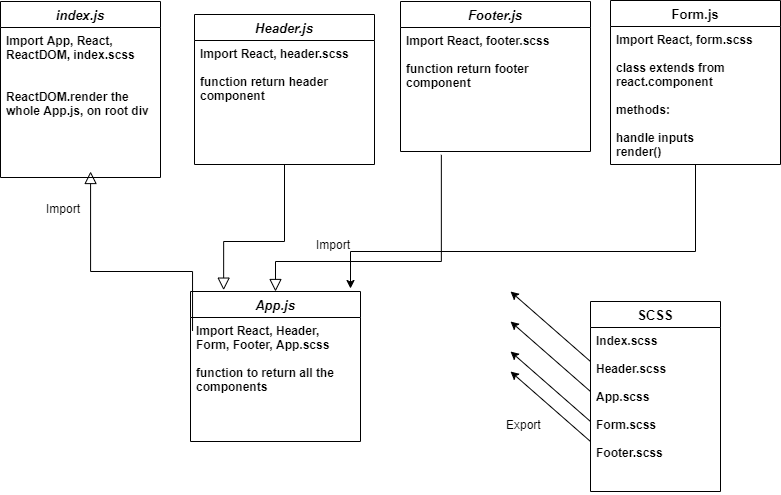 index.js
Import App, React,
ReactDOM, index.scss
ReactDOM.render the
whole App.js, on root div
Header.js
Import React, header.scss
function return header
component
Footer.js
Import React, footer.scss
function return footer
component
Form.js
Import React, form.scss
class extends from
react.component
methods:
handle inputs
render()
Import
Import
App.js
Import React, Header,
Form, Footer, App.scss
function to return all the
components
SCSS
Index.scss
Header.scss
App.scss
Form.scss
Footer.scss
Export